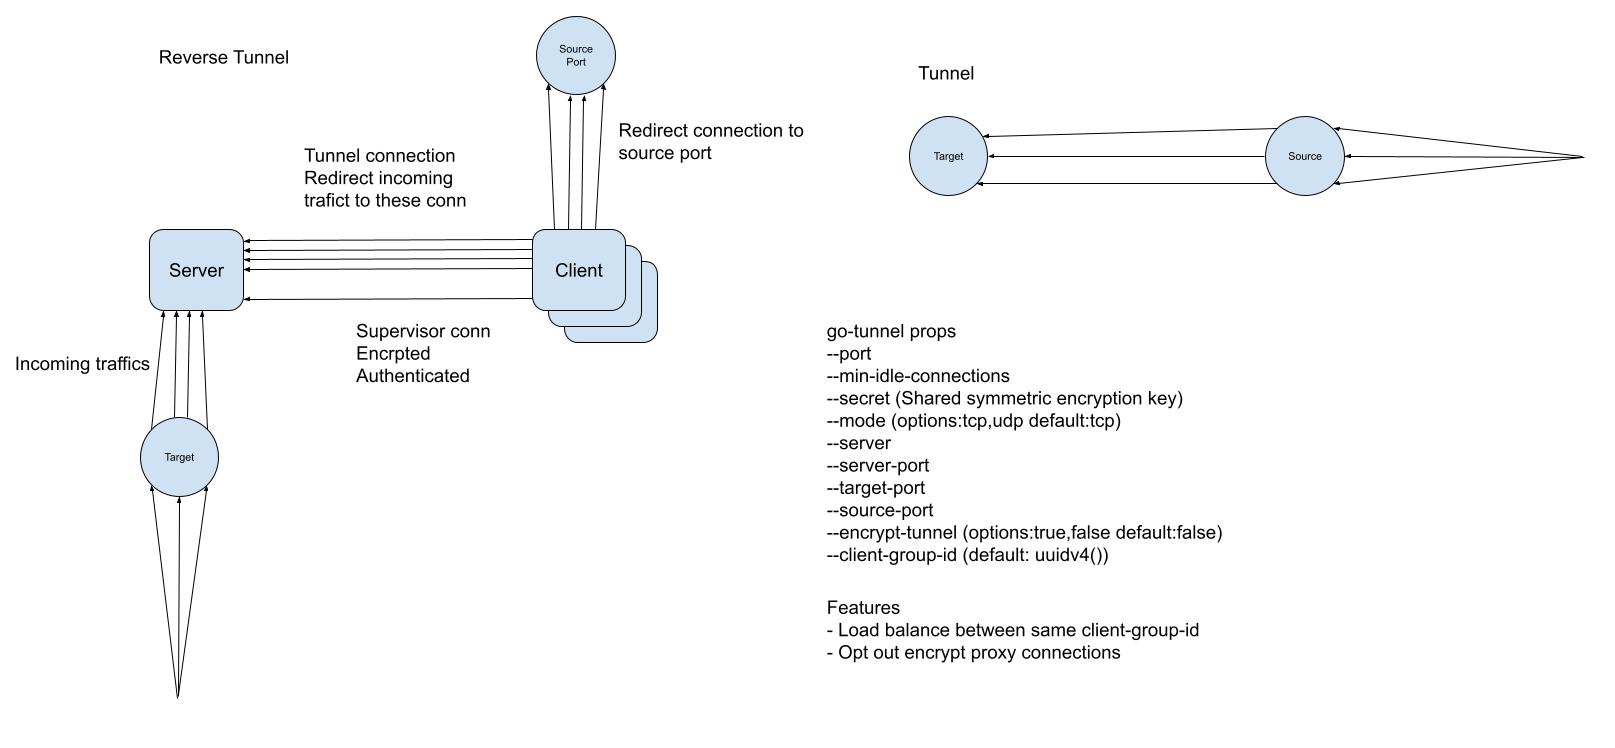 Reverse Tunnel
Source
Port
Tunnel
Redirect connection to
source port
Tunnel connection
Redirect incoming
trafict to these conn
Target
Source
Server
Client
Supervisor conn
Encrpted
Authenticated
Incoming traffics
Target
go-tunnel props
--port
--min-idle-connections
--secret (Shared symmetric encryption key)
--mode (options:tcp,udp default:tcp)
--server
--server-port
--target-port
--source-port
--encrypt-tunnel (options:true,false default:false)
--client-group-id (default: uuidv4())
Features
- Load balance between same client-group-id
- Opt out encrypt proxy connections